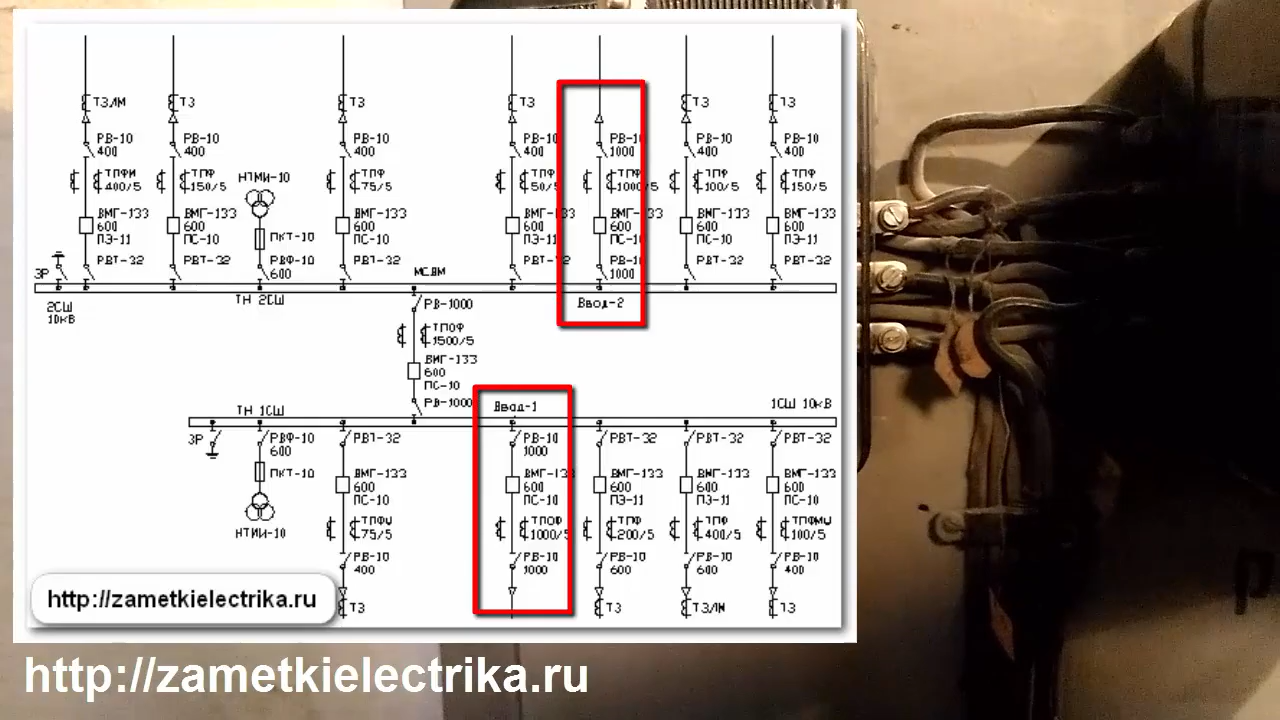 ТЗЛМ ТЗ ТЗ ТЗ ТЗ ТЗ
РВ-10 РВ-10 РВ-10 РВ-10 РВ-10 РВ-10 РВ-10
400 400 400 400 1000 400 400
ТПФ ТПФ ТПФ ТПФ ТПФ ТПФ
400/5 150/5 75/5 50/5 1000/5 100/5 150/5
НТМИ-10
ВМГ-133 ВМГ-133 ВМГ-133 ВМГ-133 ВМГ-133 ВМГ-133 ВМГ-133
600 600 600 600 600 600 600
ПЭ-11 ПС-10 ПКТ-10 ПС-10 ПС-10 ПС-10 ПС-10 ПЭ-11
РВТ-32 РВТ-32 РВФ-10 РВТ-32 РВТ-32 РВ-10 РВТ-32 РВТ-32
ЗР 600 МСВМ 1000
2СШ ТН 2СШ Ввод-2
10кВ
РВ-1000
ТПОФ
1500/5
ВМГ-133
600
ПС-10
РВ-1000
ТН 1СШ Ввод-1 1СШ 10кВ
ЗР РВФ-10 РВТ-32 РВ-10 РВТ-32 РВТ-32 РВТ-32
600 1000
ПКТ-10 ВМГ-133 ВМГ-133 ВМГ-133 ВМГ-133 ВМГ-133
600 600 600 600 600
ПС-10 ПС-10 ПЭ-11 ПЭ-11 ПС-10
НТМИ-10 ТПОФ ТПФ ТПФ
75/5 1000/5 200/5 400/5 100/5
РВ-10 РВ-10 РВ-10 РВ-10 РВ-10
400 1000 600 600 400
http://zametkielectrika.ru ТЗ ТЗ ТЗЛМ ТЗ
http://zametkielectrika.ru